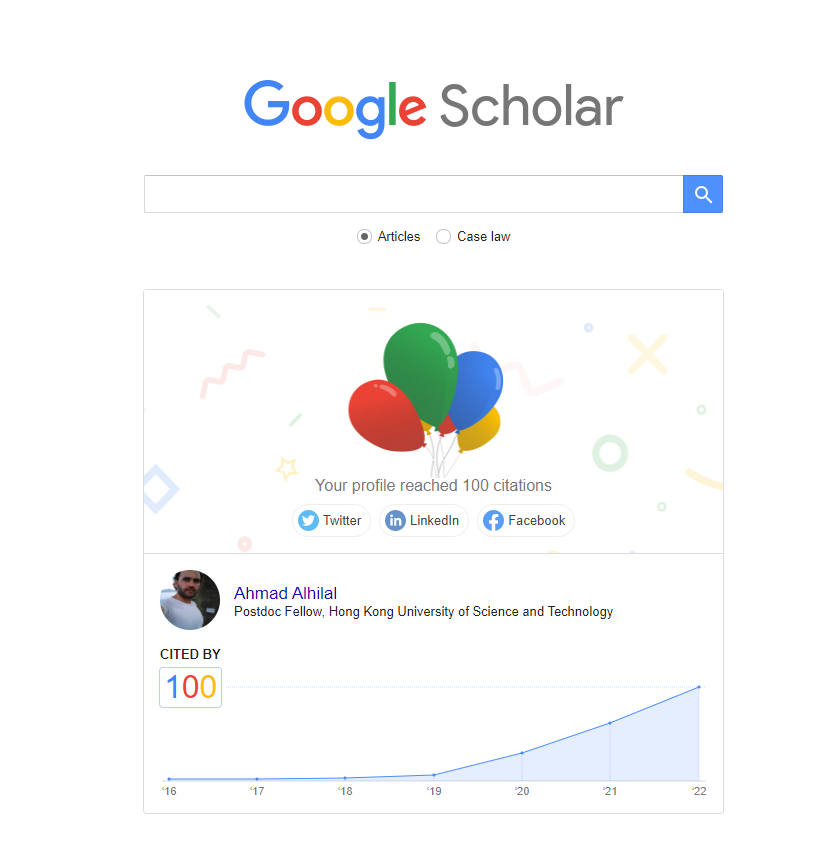 Google Scholar
Articles Case law
Your profile reached 100 citations
Twitter LinkedIn Facebook
Ahmad Alhilal
Postdoc Fellow, Hong Kong University of Science and Technology
CITED BY
100
‘16 ‘17 ‘18 ‘19 ‘20 ‘21 ‘22